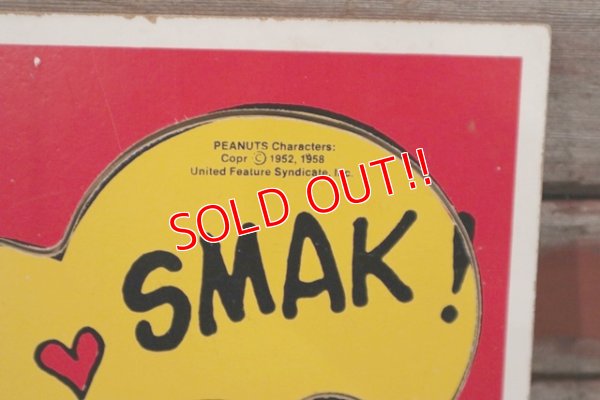 PEANUTS Characters:
Copr © 1952, 1958
United Feature Syndicate, Inc.
SOLD OUT!!
SMAK!